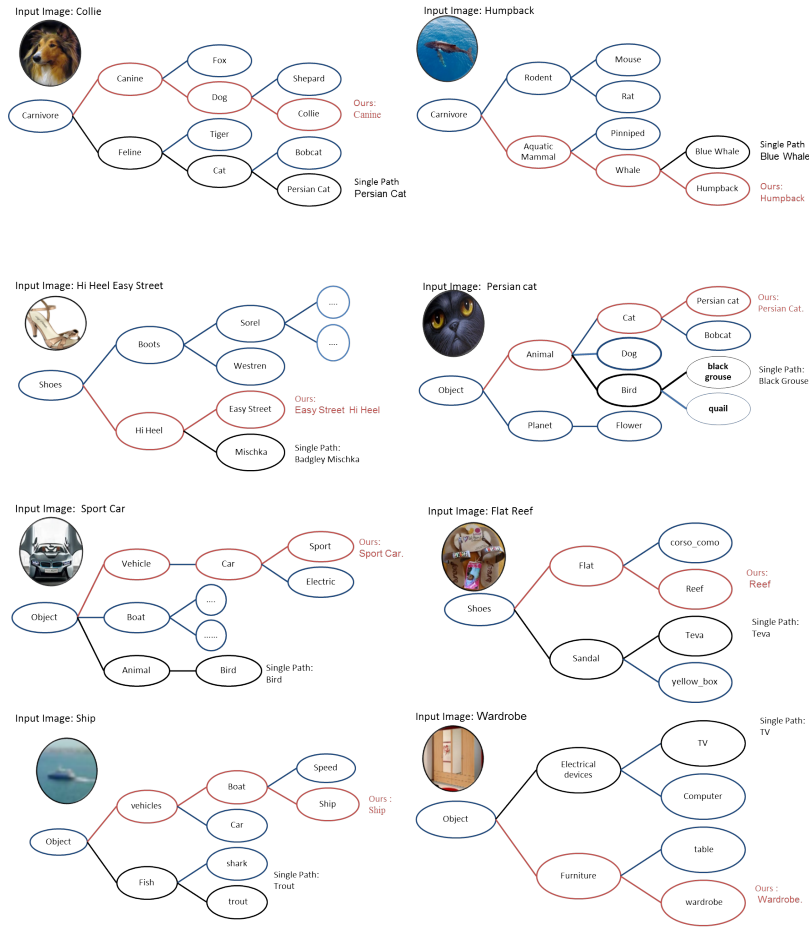 Input Image: Collie
Fox
Canine
Shepard
Dog
Ours:
Canine
Carnivore
Collie
Tiger
Feline
Bobcat
Cat
Single Path
Persian Cat
Persian Cat
Input Image: Humpback
Mouse
Rodent
Rat
Carnivore
Pinniped
Aquatic
Mammal
Blue Whale
Single Path
Blue Whale
Whale
Humpback
Ours:
Humpback
Input Image: Hi Heel Easy Street
....
Sorel
Boots
....
Westren
Shoes
Ours:
Easy Street Hi Heel
Easy Street
Hi Heel
Mischka
Single Path:
Badgley Mischka
Input Image: Persian cat
Persian cat
Ours:
Persian Cat.
Cat
Bobcat
Animal
Dog
black
grouse
Single Path:
Black Grouse
Object
Bird
quail
Planet
Flower
Input Image: Sport Car
Sport
Ours:
Sport Car.
Vehicle
Car
Electric
....
Object
Boat
......
Animal
Bird
Single Path:
Bird
Input Image: Flat Reef
corso_como
Flat
Ours:
Reef
Reef
Shoes
Single Path:
Teva
Teva
Sandal
yellow_box
Input Image: Ship
Speed
Boat
vehicles
Ship
Ours :
Ship
Car
Object
shark
Single Path:
Trout
Fish
trout
Input Image: Wardrobe
Single Path:
TV
TV
Electrical
devices
Computer
Object
table
Furniture
Ours :
Wardrobe.
wardrobe